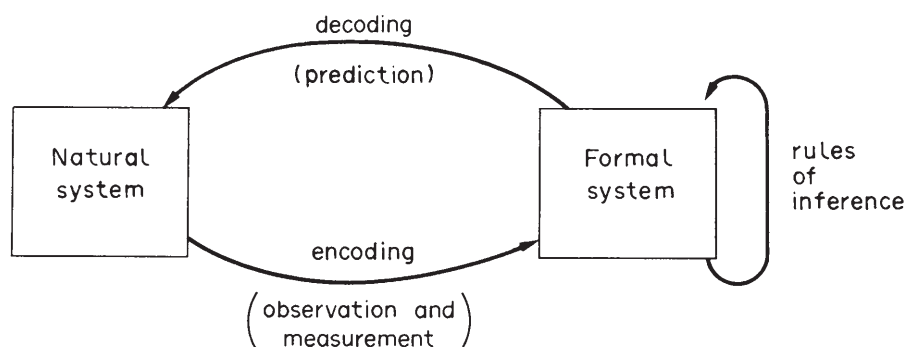 decoding
(prediction)
Natural
system
Formal
system
rules
of
inference
encoding
(observation and
measurement)